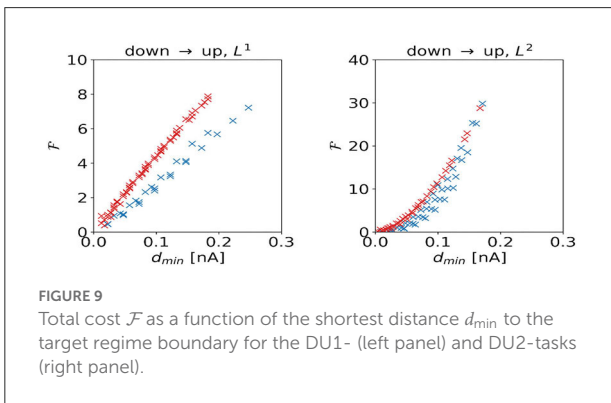 down → up, L¹
10
8
6
4
2
0
F
0.0 0.1 0.2 0.3
d_min [nA]
down → up, L²
40
30
20
10
0
F
0.0 0.1 0.2 0.3
d_min [nA]
FIGURE 9
Total cost F as a function of the shortest distance d_min to the
target regime boundary for the DU1- (left panel) and DU2-tasks
(right panel).